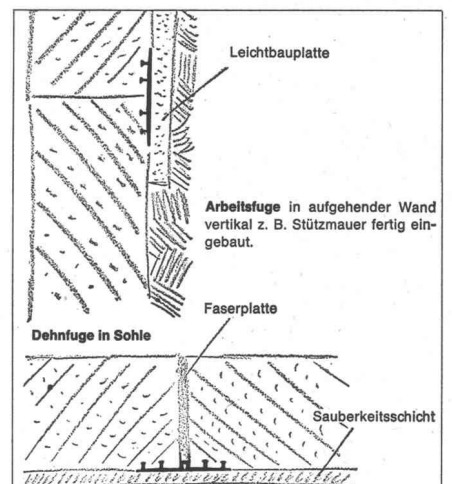 Leichtbauplatte
Arbeitsfuge in aufgehender Wand
vertikal z. B. Stützmauer fertig ein-
gebaut.
Faserplatte
Dehnfuge in Sohle
Sauberkeitsschicht